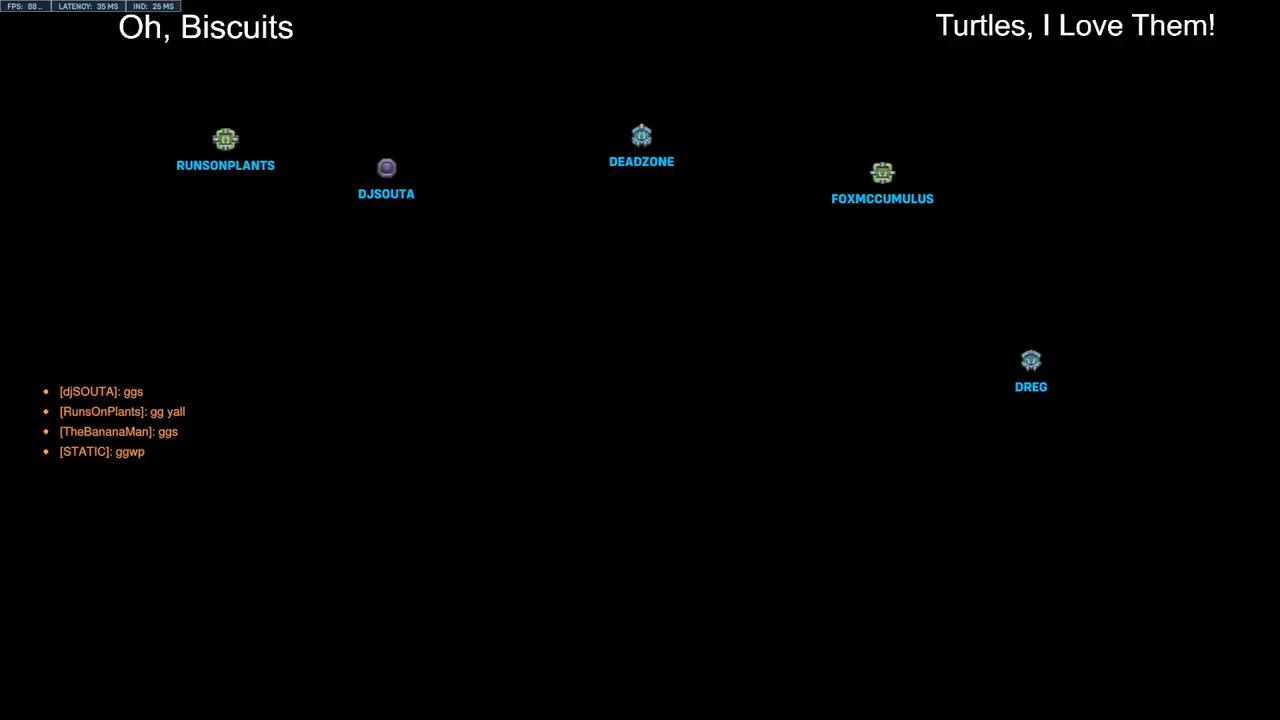 FPS: 88 .. LATENCY: 35 MS IND: 25 MS
Oh, Biscuits
Turtles, I Love Them!
RUNSONPLANTS
DJSOUTA
DEADZONE
FOXMCCUMULUS
DREG
[djSOUTA]: ggs
[RunsOnPlants]: gg yall
[TheBananaMan]: ggs
[STATIC]: ggwp